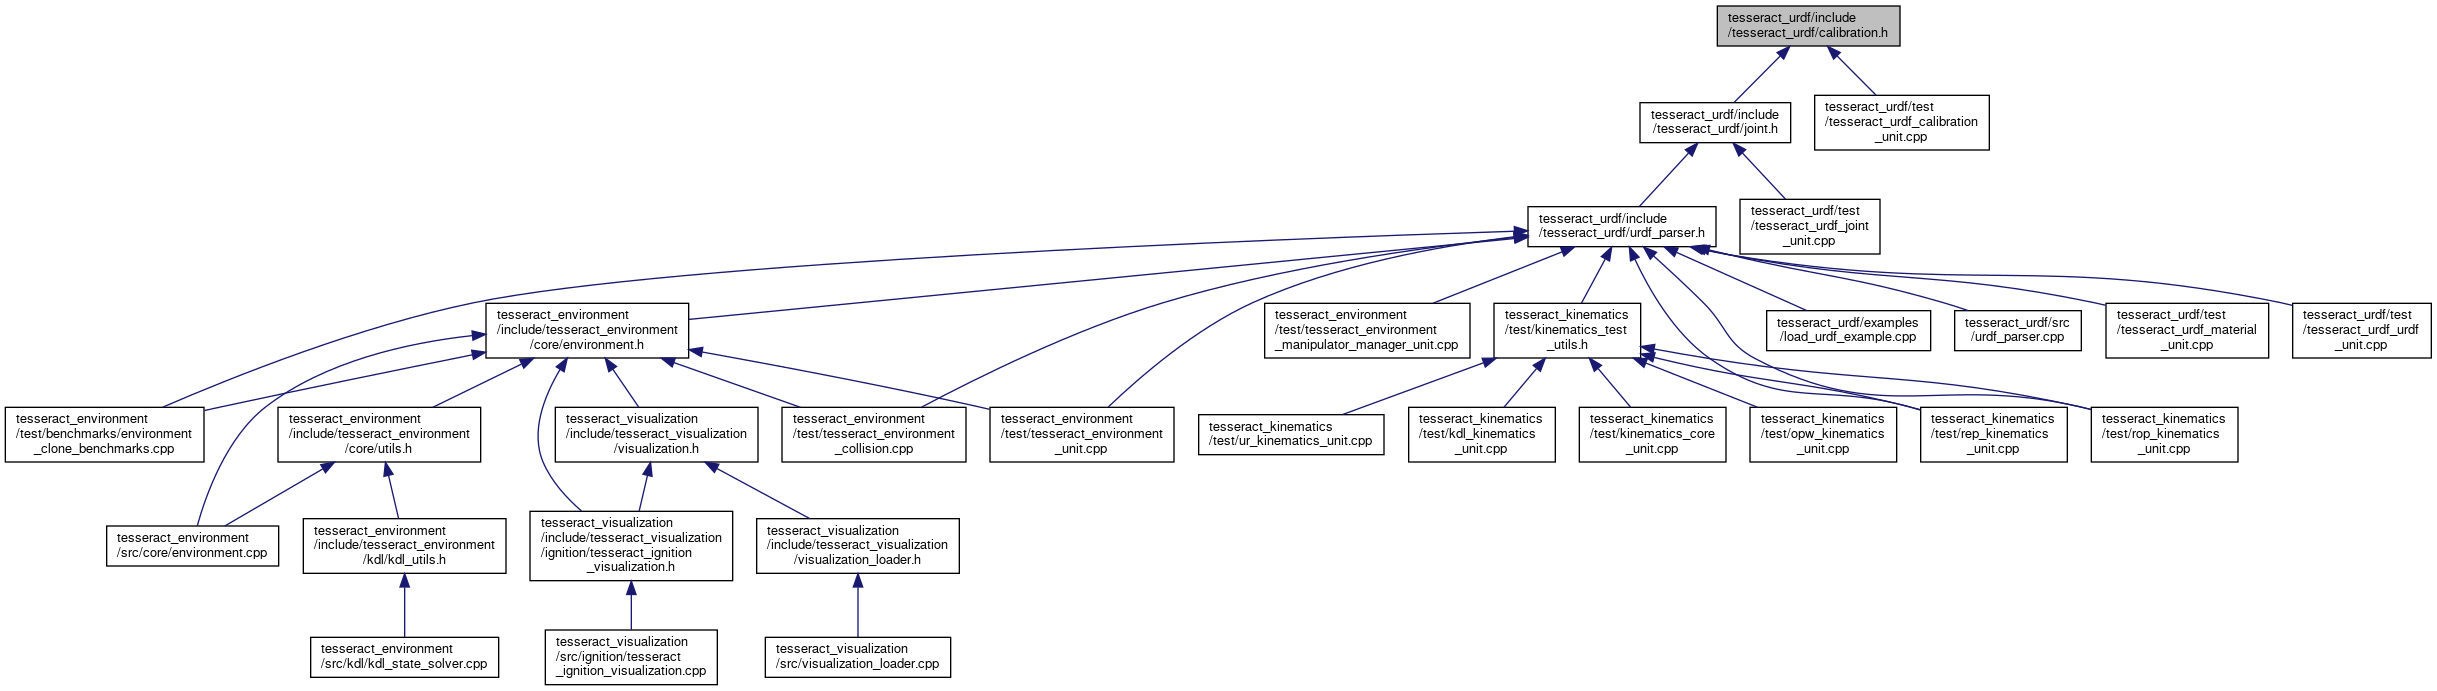 tesseract_urdf/include
/tesseract_urdf/calibration.h
tesseract_urdf/include
/tesseract_urdf/joint.h
tesseract_urdf/test
/tesseract_urdf_calibration
_unit.cpp
tesseract_urdf/include
/tesseract_urdf/urdf_parser.h
tesseract_urdf/test
/tesseract_urdf_joint
_unit.cpp
tesseract_environment
/include/tesseract_environment
/core/environment.h
tesseract_environment
/test/tesseract_environment
_manipulator_manager_unit.cpp
tesseract_kinematics
/test/kinematics_test
_utils.h
tesseract_urdf/examples
/load_urdf_example.cpp
tesseract_urdf/src
/urdf_parser.cpp
tesseract_urdf/test
/tesseract_urdf_material
_unit.cpp
tesseract_urdf/test
/tesseract_urdf_urdf
_unit.cpp
tesseract_environment
/test/benchmarks/environment
_clone_benchmarks.cpp
tesseract_environment
/include/tesseract_environment
/core/utils.h
tesseract_visualization
/include/tesseract_visualization
/visualization.h
tesseract_environment
/test/tesseract_environment
_collision.cpp
tesseract_environment
/test/tesseract_environment
_unit.cpp
tesseract_kinematics
/test/ur_kinematics_unit.cpp
tesseract_kinematics
/test/kdl_kinematics
_unit.cpp
tesseract_kinematics
/test/kinematics_core
_unit.cpp
tesseract_kinematics
/test/opw_kinematics
_unit.cpp
tesseract_kinematics
/test/rep_kinematics
_unit.cpp
tesseract_kinematics
/test/rop_kinematics
_unit.cpp
tesseract_environment
/src/core/environment.cpp
tesseract_environment
/include/tesseract_environment
/kdl/kdl_utils.h
tesseract_visualization
/include/tesseract_visualization
/ignition/tesseract_ignition
_visualization.h
tesseract_visualization
/include/tesseract_visualization
/visualization_loader.h
tesseract_environment
/src/kdl/kdl_state_solver.cpp
tesseract_visualization
/src/ignition/tesseract
_ignition_visualization.cpp
tesseract_visualization
/src/visualization_loader.cpp